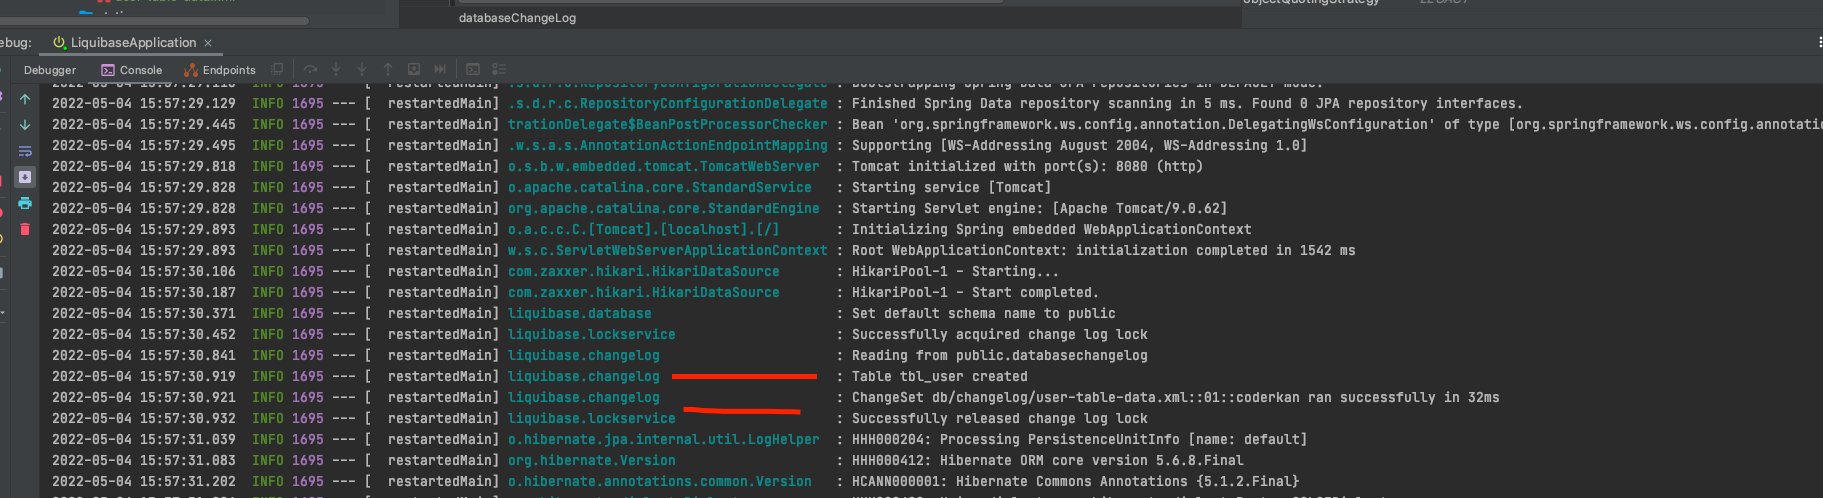 user-table-data.xml
databaseChangeLog
objectQuotingStrategy LEGACY
ebug: LiquibaseApplication ×
Debugger Console Endpoints
2022-05-04 15:57:29.129 INFO 1695 --- [ restartedMain] .s.d.r.c.RepositoryConfigurationDelegate : Finished Spring Data repository scanning in 5 ms. Found 0 JPA repository interfaces.
2022-05-04 15:57:29.445 INFO 1695 --- [ restartedMain] trationDelegate$BeanPostProcessorChecker : Bean 'org.springframework.ws.config.annotation.DelegatingWsConfiguration' of type [org.springframework.ws.config.annotatio
2022-05-04 15:57:29.495 INFO 1695 --- [ restartedMain] .w.s.a.s.AnnotationActionEndpointMapping : Supporting [WS-Addressing August 2004, WS-Addressing 1.0]
2022-05-04 15:57:29.818 INFO 1695 --- [ restartedMain] o.s.b.w.embedded.tomcat.TomcatWebServer : Tomcat initialized with port(s): 8080 (http)
2022-05-04 15:57:29.828 INFO 1695 --- [ restartedMain] o.apache.catalina.core.StandardService : Starting service [Tomcat]
2022-05-04 15:57:29.828 INFO 1695 --- [ restartedMain] org.apache.catalina.core.StandardEngine : Starting Servlet engine: [Apache Tomcat/9.0.62]
2022-05-04 15:57:29.893 INFO 1695 --- [ restartedMain] o.a.c.c.C.[Tomcat].[localhost].[/] : Initializing Spring embedded WebApplicationContext
2022-05-04 15:57:29.893 INFO 1695 --- [ restartedMain] w.s.c.ServletWebServerApplicationContext : Root WebApplicationContext: initialization completed in 1542 ms
2022-05-04 15:57:30.106 INFO 1695 --- [ restartedMain] com.zaxxer.hikari.HikariDataSource : HikariPool-1 - Starting...
2022-05-04 15:57:30.187 INFO 1695 --- [ restartedMain] com.zaxxer.hikari.HikariDataSource : HikariPool-1 - Start completed.
2022-05-04 15:57:30.371 INFO 1695 --- [ restartedMain] liquibase.database : Set default schema name to public
2022-05-04 15:57:30.452 INFO 1695 --- [ restartedMain] liquibase.lockservice : Successfully acquired change log lock
2022-05-04 15:57:30.841 INFO 1695 --- [ restartedMain] liquibase.changelog : Reading from public.databasechangelog
2022-05-04 15:57:30.919 INFO 1695 --- [ restartedMain] liquibase.changelog : Table tbl_user created
2022-05-04 15:57:30.921 INFO 1695 --- [ restartedMain] liquibase.changelog : ChangeSet db/changelog/user-table-data.xml::01::coderkan ran successfully in 32ms
2022-05-04 15:57:30.932 INFO 1695 --- [ restartedMain] liquibase.lockservice : Successfully released change log lock
2022-05-04 15:57:31.039 INFO 1695 --- [ restartedMain] o.hibernate.jpa.internal.util.LogHelper : HHH000204: Processing PersistenceUnitInfo [name: default]
2022-05-04 15:57:31.083 INFO 1695 --- [ restartedMain] org.hibernate.Version : HHH000412: Hibernate ORM core version 5.6.8.Final
2022-05-04 15:57:31.202 INFO 1695 --- [ restartedMain] o.hibernate.annotations.common.Version : HCANN000001: Hibernate Commons Annotations {5.1.2.Final}